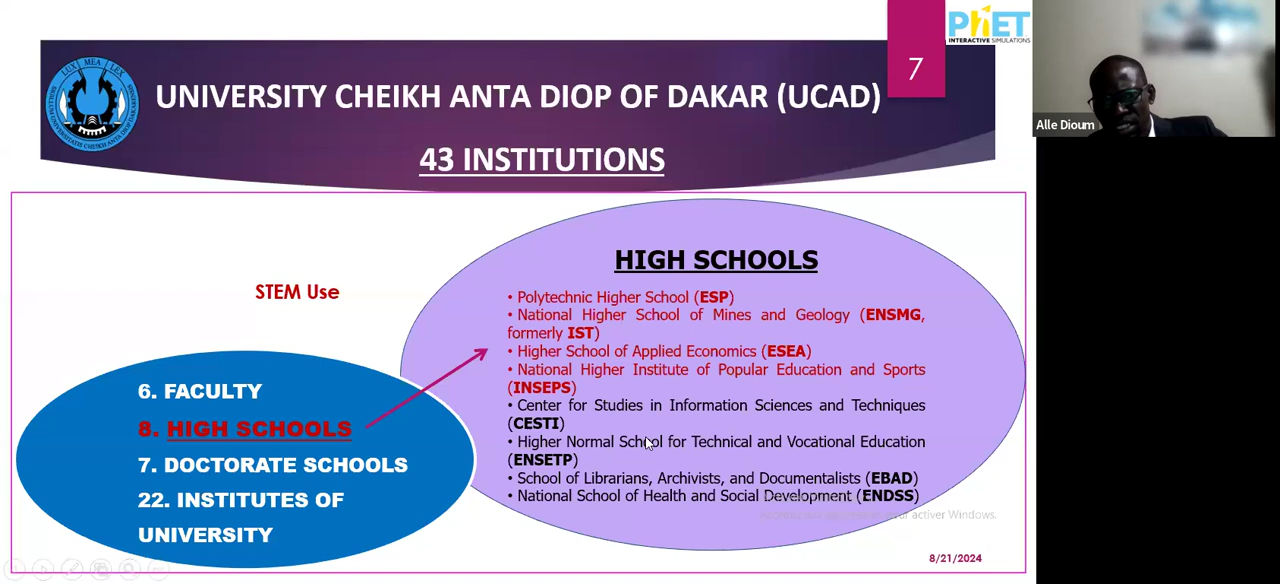 7
PhET
INTERACTIVE SIMULATIONS
Alle Dioum
LUX MEA LEX
UNIVERSITY CHEIKH ANTA DIOP OF DAKAR (UCAD)
43 INSTITUTIONS
STEM Use
6. FACULTY
8. HIGH SCHOOLS
7. DOCTORATE SCHOOLS
22. INSTITUTES OF
UNIVERSITY
HIGH SCHOOLS
• Polytechnic Higher School (ESP)
• National Higher School of Mines and Geology (ENSMG,
formerly IST)
• Higher School of Applied Economics (ESEA)
• National Higher Institute of Popular Education and Sports
(INSEPS)
• Center for Studies in Information Sciences and Techniques
(CESTI)
• Higher Normal School for Technical and Vocational Education
(ENSETP)
• School of Librarians, Archivists, and Documentalists (EBAD)
• National School of Health and Social Development (ENDSS)
activer Windows.
8/21/2024